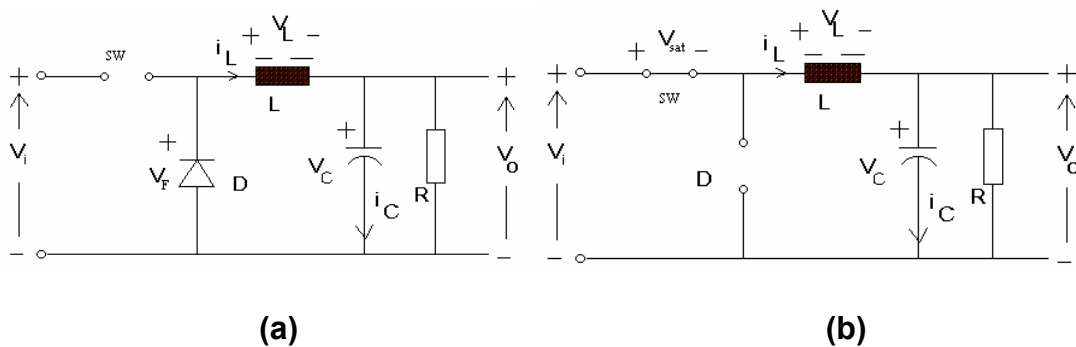 + V_L -
SW
i_L
+
+
V_i
-
L
+
V_F
D
+
V_C
i_C
R
+
V_O
-
(a)
+ V_sat -
SW
+ V_L -
i_L
+
V_i
-
L
D
+
V_C
i_C
R
+
V_O
-
(b)